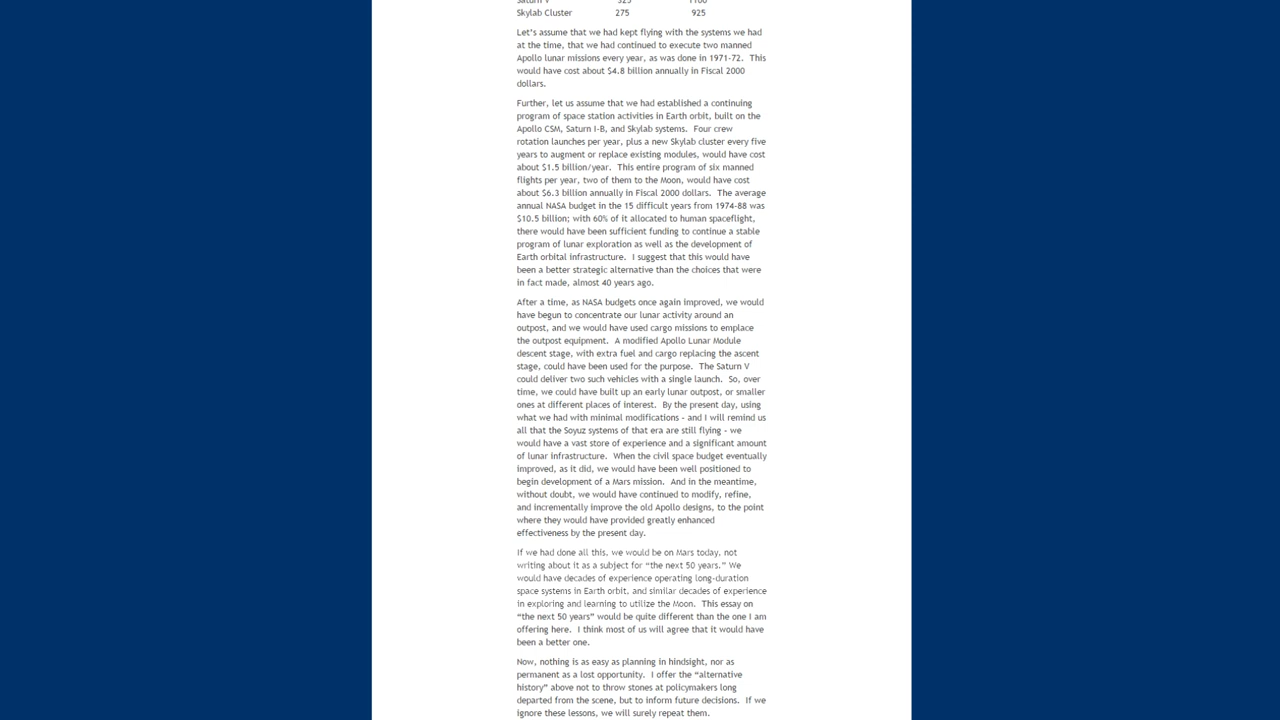 Saturn V 325 1100
Skylab Cluster 275 925
Let's assume that we had kept flying with the systems we had
at the time, that we had continued to execute two manned
Apollo lunar missions every year, as was done in 1971-72. This
would have cost about $4.8 billion annually in Fiscal 2000
dollars.
Further, let us assume that we had established a continuing
program of space station activities in Earth orbit, built on the
Apollo CSM, Saturn I-B, and Skylab systems. Four crew
rotation launches per year, plus a new Skylab cluster every five
years to augment or replace existing modules, would have cost
about $1.5 billion/year. This entire program of six manned
flights per year, two of them to the Moon, would have cost
about $6.3 billion annually in Fiscal 2000 dollars. The average
annual NASA budget in the 15 difficult years from 1974-88 was
$10.5 billion; with 60% of it allocated to human spaceflight,
there would have been sufficient funding to continue a stable
program of lunar exploration as well as the development of
Earth orbital infrastructure. I suggest that this would have
been a better strategic alternative than the choices that were
in fact made, almost 40 years ago.
After a time, as NASA budgets once again improved, we would
have begun to concentrate our lunar activity around an
outpost, and we would have used cargo missions to emplace
the outpost equipment. A modified Apollo Lunar Module
descent stage, with extra fuel and cargo replacing the ascent
stage, could have been used for the purpose. The Saturn V
could deliver two such vehicles with a single launch. So, over
time, we could have built up an early lunar outpost, or smaller
ones at different places of interest. By the present day, using
what we had with minimal modifications - and I will remind us
all that the Soyuz systems of that era are still flying - we
would have a vast store of experience and a significant amount
of lunar infrastructure. When the civil space budget eventually
improved, as it did, we would have been well positioned to
begin development of a Mars mission. And in the meantime,
without doubt, we would have continued to modify, refine,
and incrementally improve the old Apollo designs, to the point
where they would have provided greatly enhanced
effectiveness by the present day.
If we had done all this, we would be on Mars today, not
writing about it as a subject for "the next 50 years." We
would have decades of experience operating long-duration
space systems in Earth orbit, and similar decades of experience
in exploring and learning to utilize the Moon. This essay on
"the next 50 years" would be quite different than the one I am
offering here. I think most of us will agree that it would have
been a better one.
Now, nothing is as easy as planning in hindsight, nor as
permanent as a lost opportunity. I offer the "alternative
history" above not to throw stones at policymakers long
departed from the scene, but to inform future decisions. If we
ignore these lessons, we will surely repeat them.